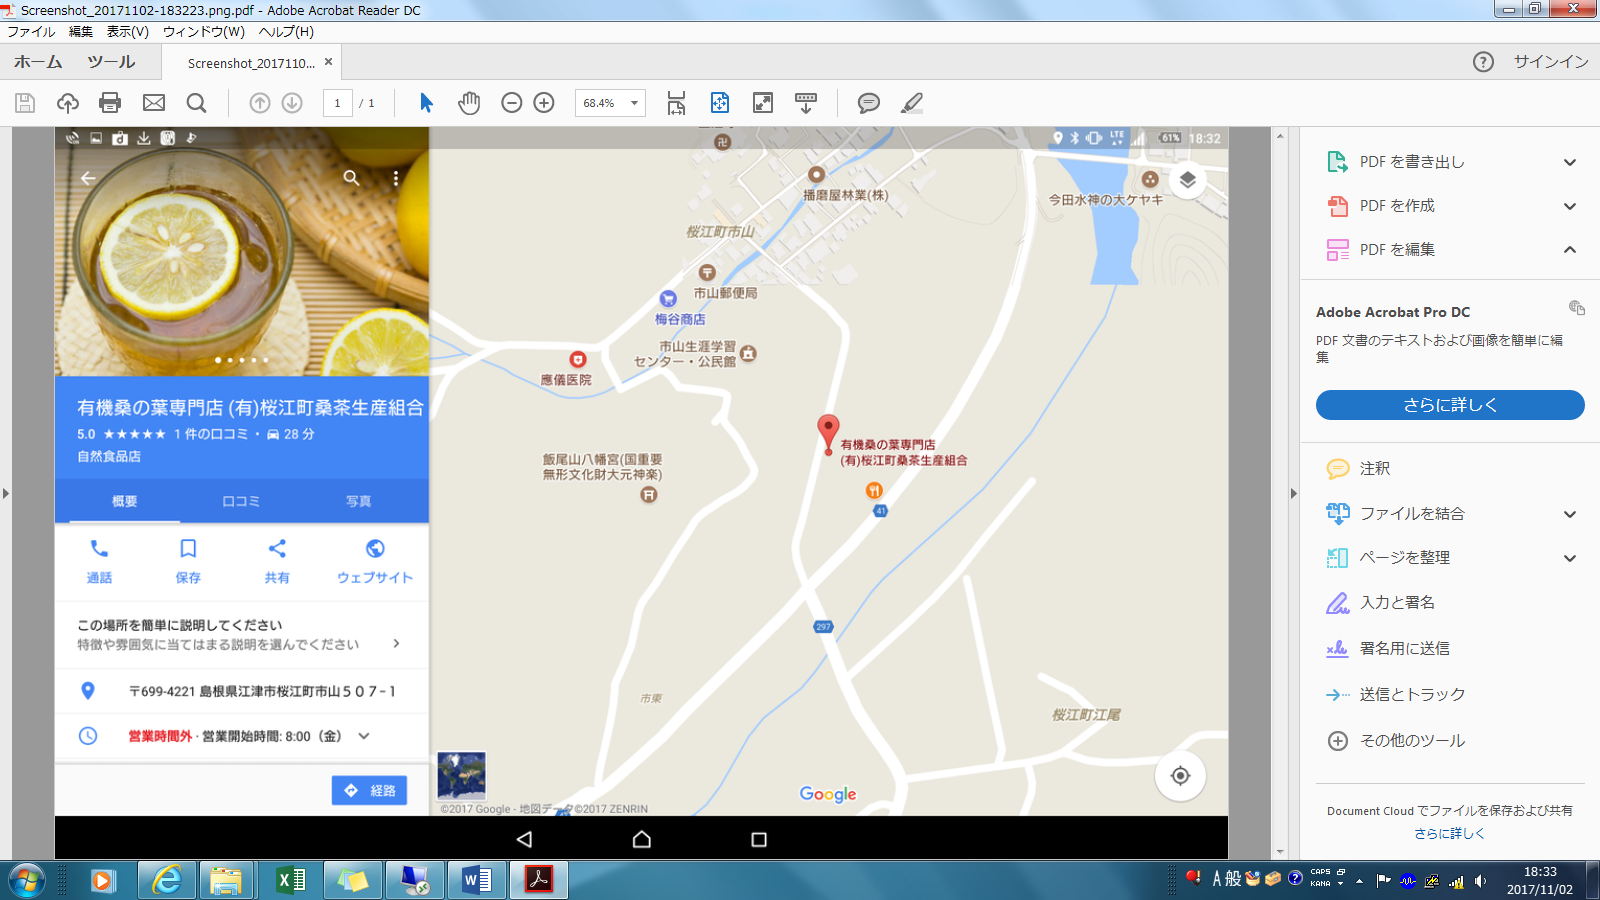 Screenshot_20171102-183223.png.pdf - Adobe Acrobat Reader DC
ファイル 編集 表示(V) ウィンドウ(W) ヘルプ(H)
ホーム ツール Screenshot_2017110... × サインイン
1 / 1 68.4%
LTE 61% 18:32
播磨屋林業(株)
今田水神の大ケヤキ
桜江町市山
市山郵便局
梅谷商店
市山生涯学習
センター・公民館
應儀医院
有機桑の葉専門店
(有)桜江町桑茶生産組合
飯尾山八幡宮(国重要
無形文化財大元神楽)
41
297
市東
桜江町江尾
Google
©2017 Google - 地図データ©2017 ZENRIN
有機桑の葉専門店 (有)桜江町桑茶生産組合
5.0 ★★★★★ 1 件の口コミ・ 28 分
自然食品店
概要 口コミ 写真
通話 保存 共有 ウェブサイト
この場所を簡単に説明してください
特徴や雰囲気に当てはまる説明を選んでください
〒699-4221 島根県江津市桜江町市山５０７−１
営業時間外 · 営業開始時間: 8:00（金）
経路
PDF を書き出し
PDF を作成
PDF を編集
Adobe Acrobat Pro DC
PDF 文書のテキストおよび画像を簡単に編
集
さらに詳しく
注釈
ファイルを結合
ページを整理
入力と署名
署名用に送信
送信とトラック
その他のツール
Document Cloud でファイルを保存および共有
さらに詳しく
A 般 CAPS KANA
18:33
2017/11/02